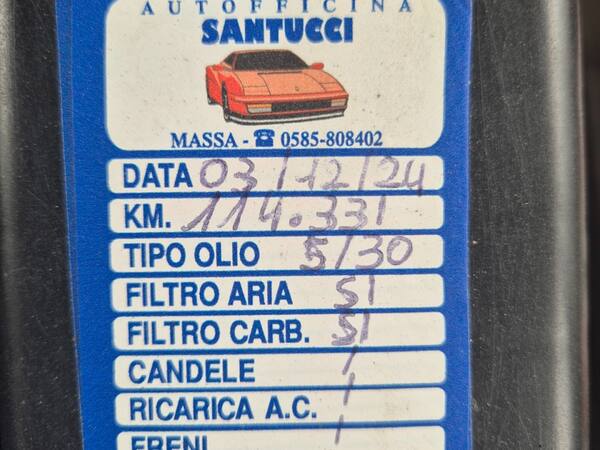 AUTOFFICINA
SANTUCCI
MASSA - ☎ 0585-808402
DATA 03/12/24
KM. 114.331
TIPO OLIO 5/30
FILTRO ARIA SI
FILTRO CARB. SI
CANDELE /
RICARICA A.C. /
FRENI /